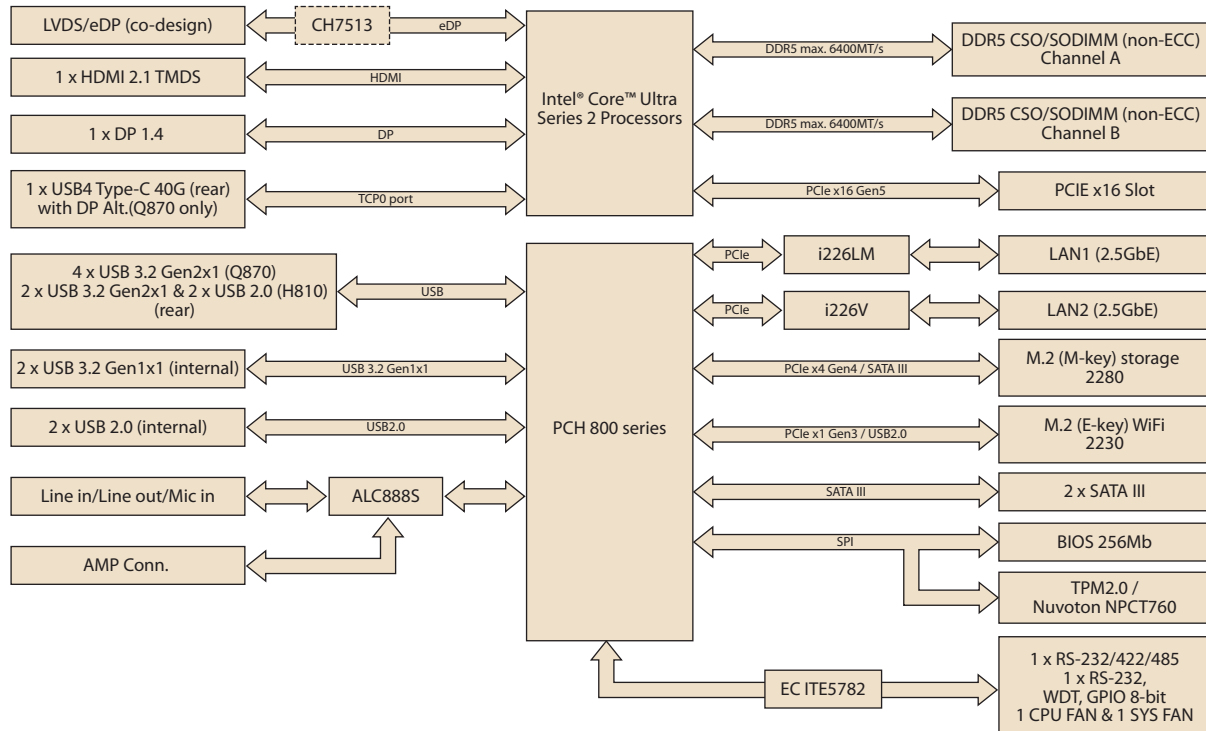 LVDS/eDP (co-design)
CH7513
eDP
1 x HDMI 2.1 TMDS
HDMI
1 x DP 1.4
DP
1 x USB4 Type-C 40G (rear)
with DP Alt.(Q870 only)
TCP0 port
Intel® Core™ Ultra
Series 2 Processors
DDR5 max. 6400MT/s
DDR5 CSO/SODIMM (non-ECC)
Channel A
DDR5 max. 6400MT/s
DDR5 CSO/SODIMM (non-ECC)
Channel B
PCIe x16 Gen5
PCIE x16 Slot
4 x USB 3.2 Gen2x1 (Q870)
2 x USB 3.2 Gen2x1 & 2 x USB 2.0 (H810)
(rear)
USB
2 x USB 3.2 Gen1x1 (internal)
USB 3.2 Gen1x1
2 x USB 2.0 (internal)
USB2.0
Line in/Line out/Mic in
ALC888S
AMP Conn.
PCH 800 series
PCIe
i226LM
LAN1 (2.5GbE)
PCIe
i226V
LAN2 (2.5GbE)
PCIe x4 Gen4 / SATA III
M.2 (M-key) storage
2280
PCIe x1 Gen3 / USB2.0
M.2 (E-key) WiFi
2230
SATA III
2 x SATA III
SPI
BIOS 256Mb
TPM2.0 /
Nuvoton NPCT760
EC ITE5782
1 x RS-232/422/485
1 x RS-232,
WDT, GPIO 8-bit
1 CPU FAN & 1 SYS FAN